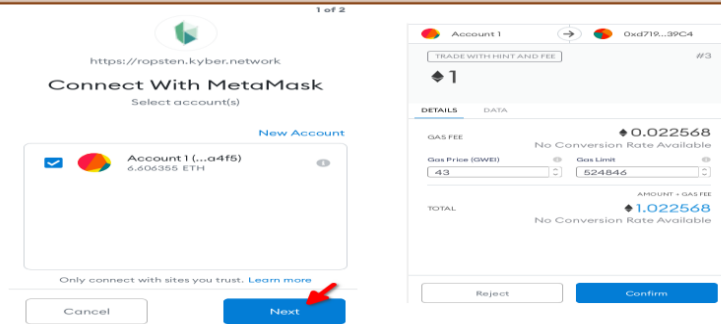 1 of 2
https://ropsten.kyber.network
Connect With MetaMask
Select account(s)
New Account
Account 1 (...a4f5)
6.606355 ETH
Only connect with sites you trust. Learn more
Cancel
Next
Account 1
0xd719...39C4
TRADE WITH HINT AND FEE
#3
1
DETAILS
DATA
GAS FEE
0.022568
No Conversion Rate Available
Gas Price (GWEI)
Gas Limit
43
524846
AMOUNT + GAS FEE
TOTAL
1.022568
No Conversion Rate Available
Reject
Confirm